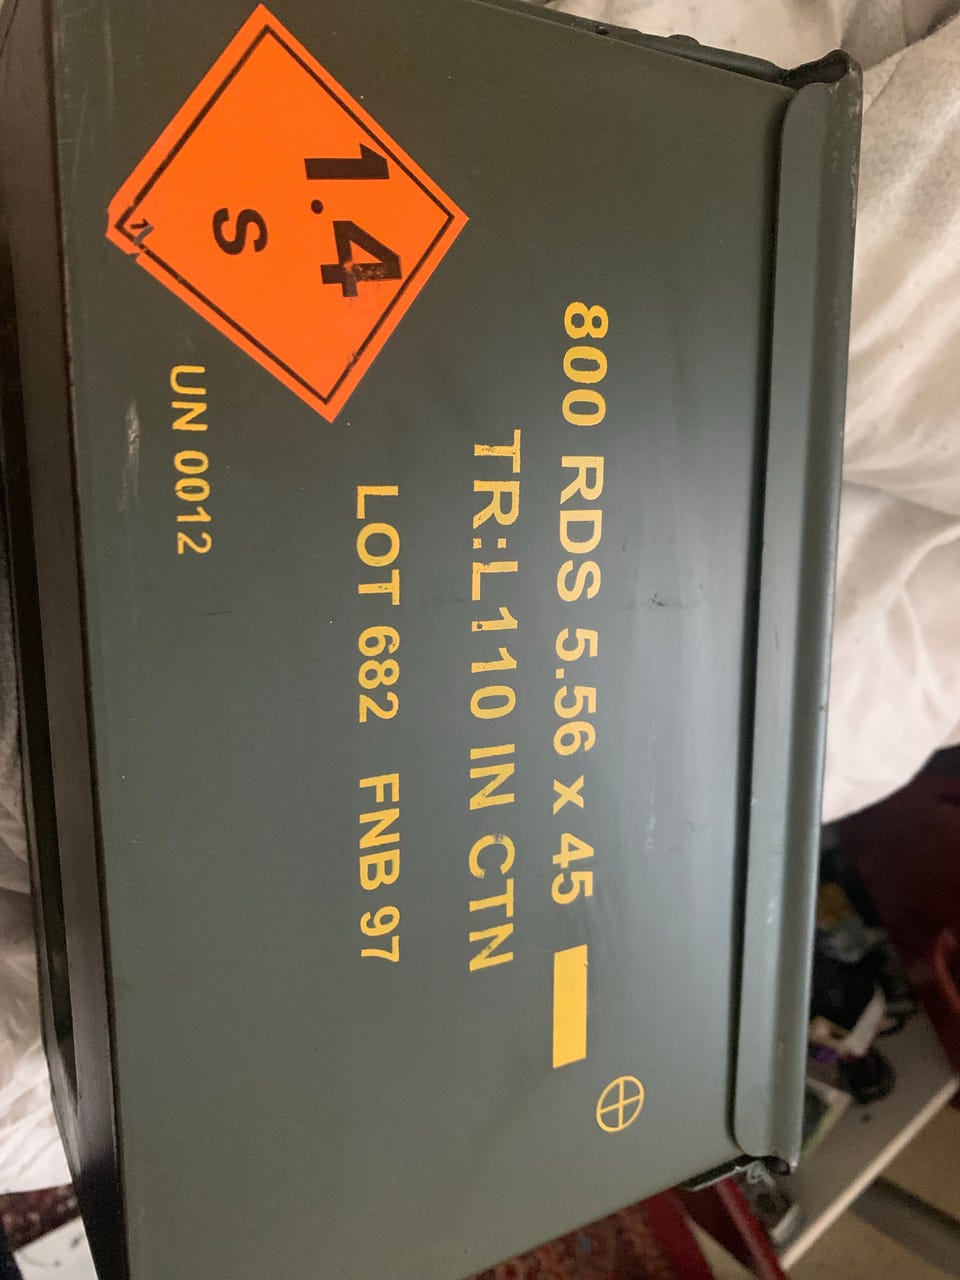 800 RDS 5.56 x 45
TR:L110 IN CTN
LOT 682 FNB 97
1.4
S
UN 0012